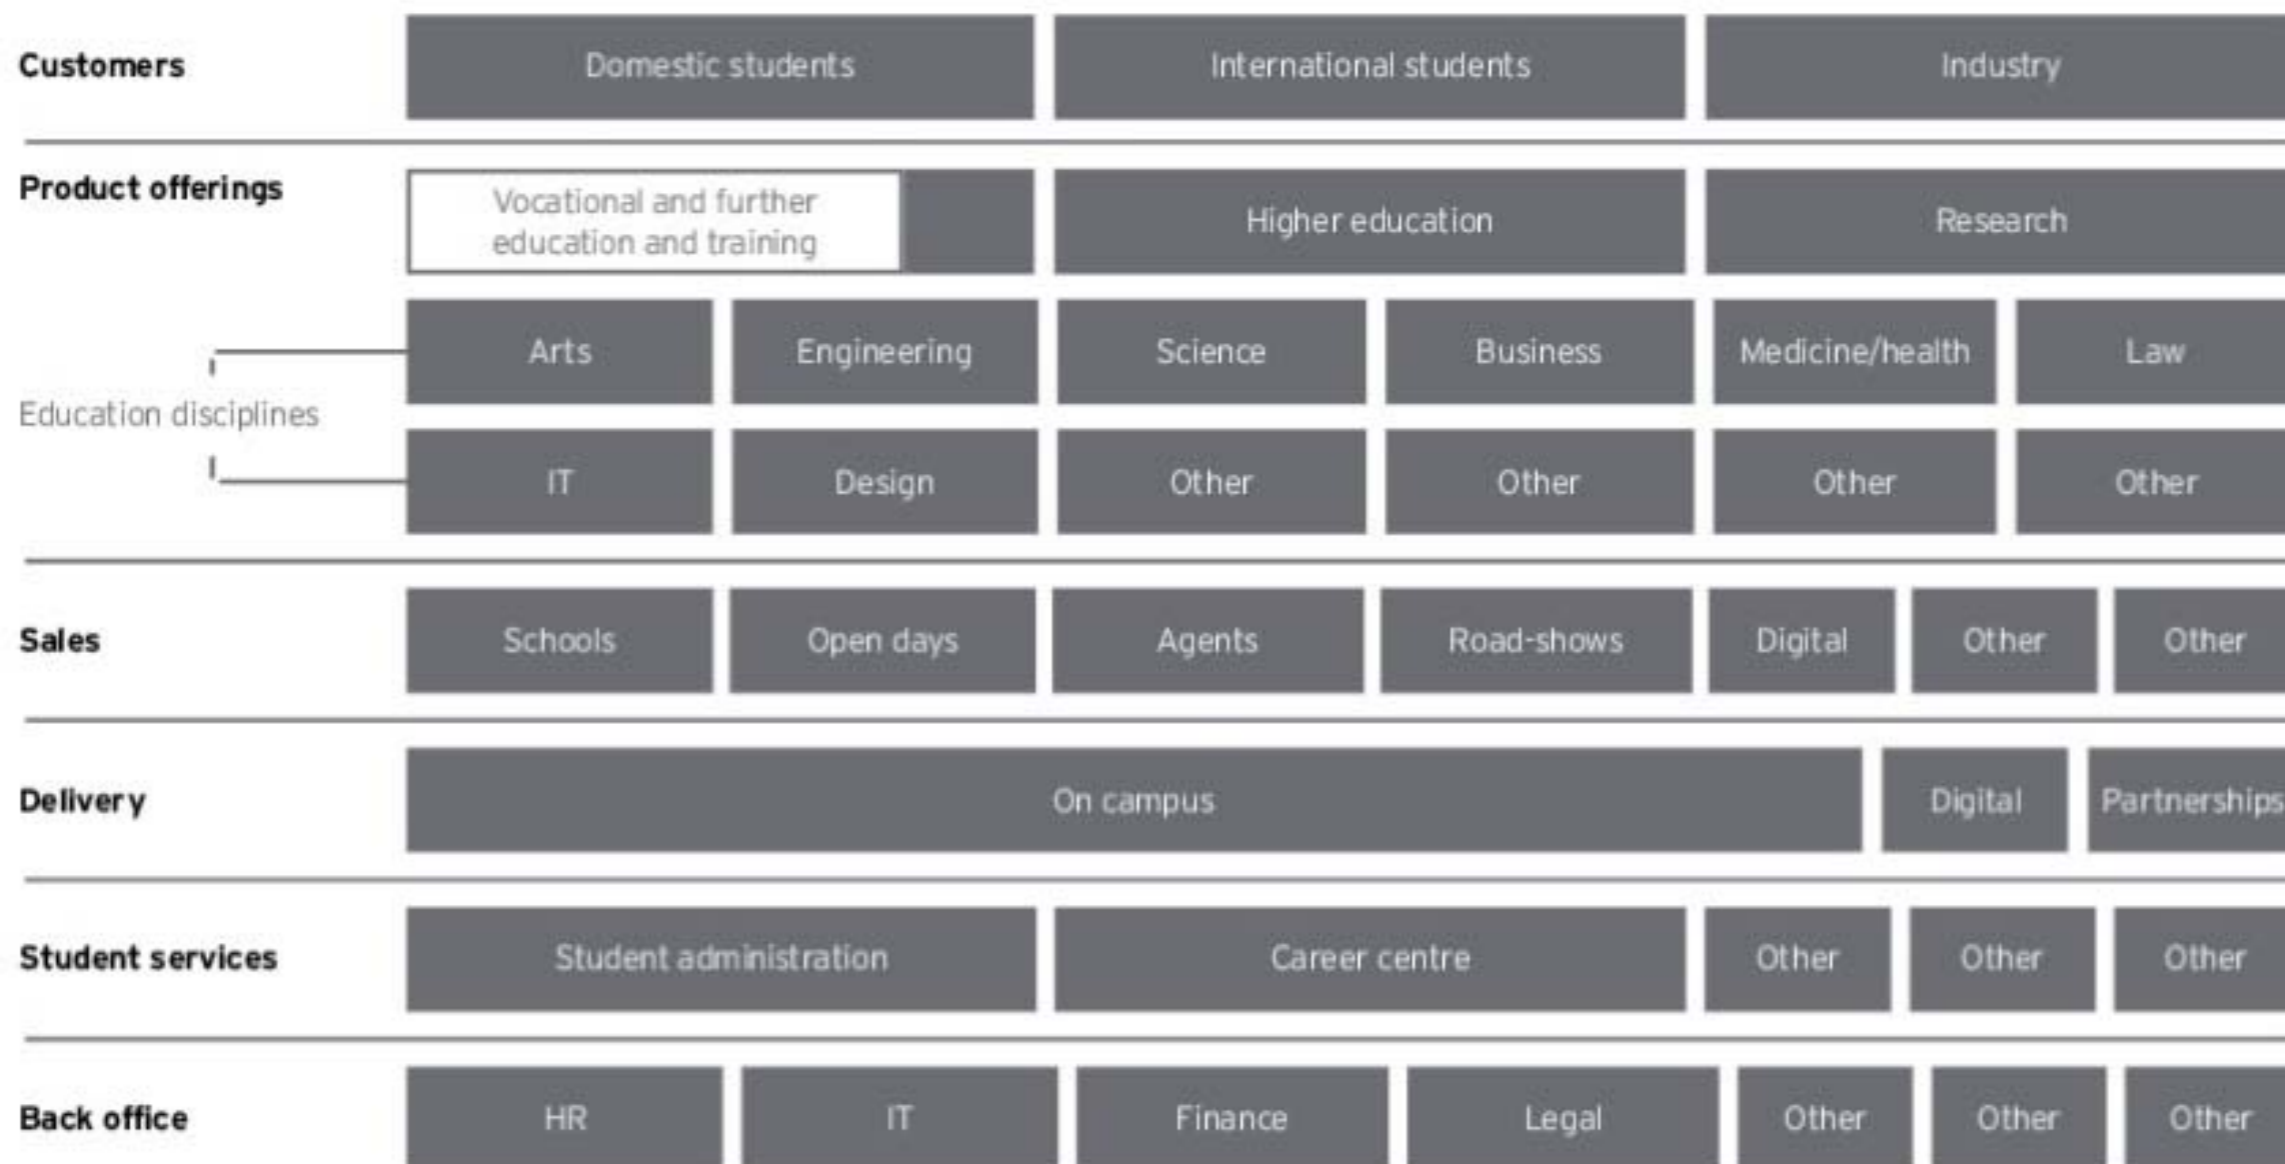 Customers
Domestic students
International students
Industry
Product offerings
Vocational and further
education and training
Higher education
Research
Arts
Engineering
Science
Business
Medicine/health
Law
Education disciplines
IT
Design
Other
Other
Other
Other
Sales
Schools
Open days
Agents
Road-shows
Digital
Other
Other
Delivery
On campus
Digital
Partnerships
Student services
Student administration
Career centre
Other
Other
Other
Back office
HR
IT
Finance
Legal
Other
Other
Other